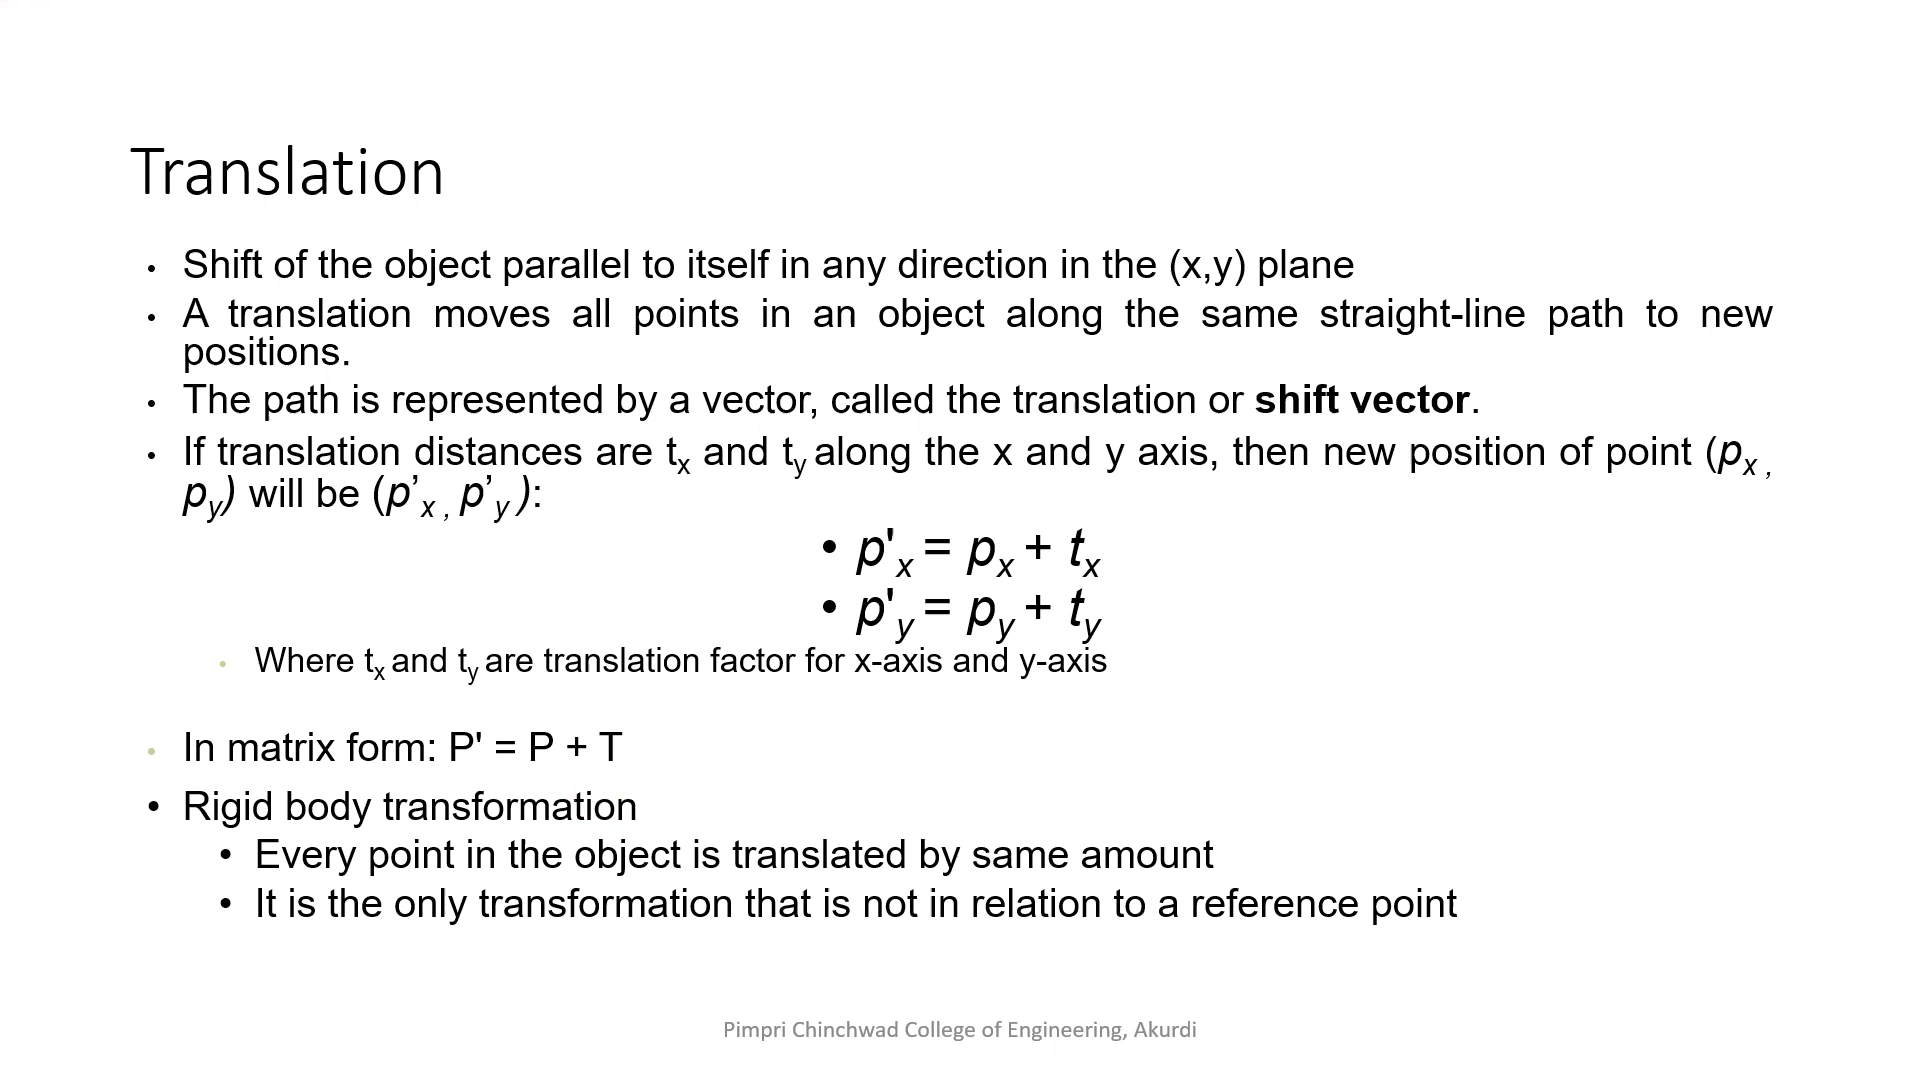 Translation
• Shift of the object parallel to itself in any direction in the (x,y) plane
• A translation moves all points in an object along the same straight-line path to new
positions.
• The path is represented by a vector, called the translation or shift vector.
• If translation distances are tx and ty along the x and y axis, then new position of point (px ,
py) will be (p’x , p’y ):
• p'x = px + tx
• p'y = py + ty
• Where tx and ty are translation factor for x-axis and y-axis
• In matrix form: P' = P + T
• Rigid body transformation
• Every point in the object is translated by same amount
• It is the only transformation that is not in relation to a reference point
Pimpri Chinchwad College of Engineering, Akurdi